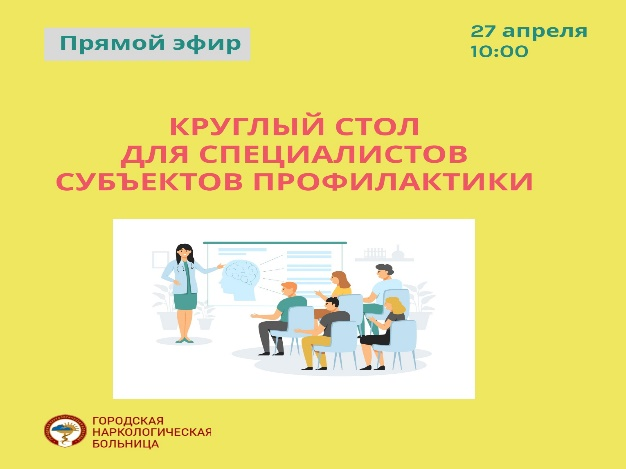 Прямой эфир
27 апреля
10:00
КРУГЛЫЙ СТОЛ
ДЛЯ СПЕЦИАЛИСТОВ
СУБЪЕКТОВ ПРОФИЛАКТИКИ
ГОРОДСКАЯ
НАРКОЛОГИЧЕСКАЯ
БОЛЬНИЦА